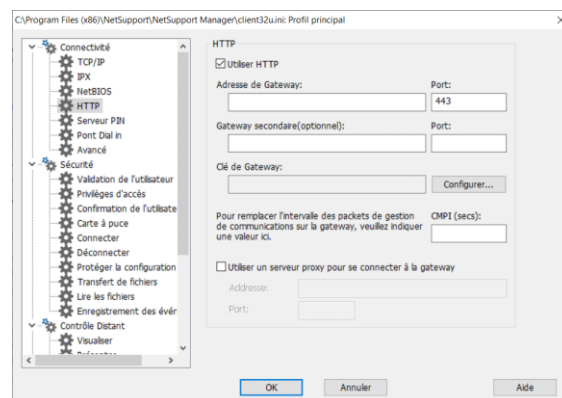 C:\Program Files (x86)\NetSupport\NetSupport Manager\client32u.ini: Profil principal
Connectivité
TCP/IP
IPX
NetBIOS
HTTP
Serveur PIN
Pont Dial in
Avancé
Sécurité
Validation de l'utilisateur
Privilèges d'accès
Confirmation de l'utilisate
Carte à puce
Connecter
Déconnecter
Protéger la configuration
Transfert de fichiers
Lire les fichiers
Enregistrement des évér
Contrôle Distant
Visualiser
HTTP
Utiliser HTTP
Adresse de Gateway: Port:
443
Gateway secondaire(optionnel): Port:
Clé de Gateway:
Configurer...
Pour remplacer l'intervalle des packets de gestion CMPI (secs):
de communications sur la gateway, veuillez indiquer
une valeur ici.
Utiliser un serveur proxy pour se connecter à la gateway
Addresse:
Port:
OK Annuler Aide